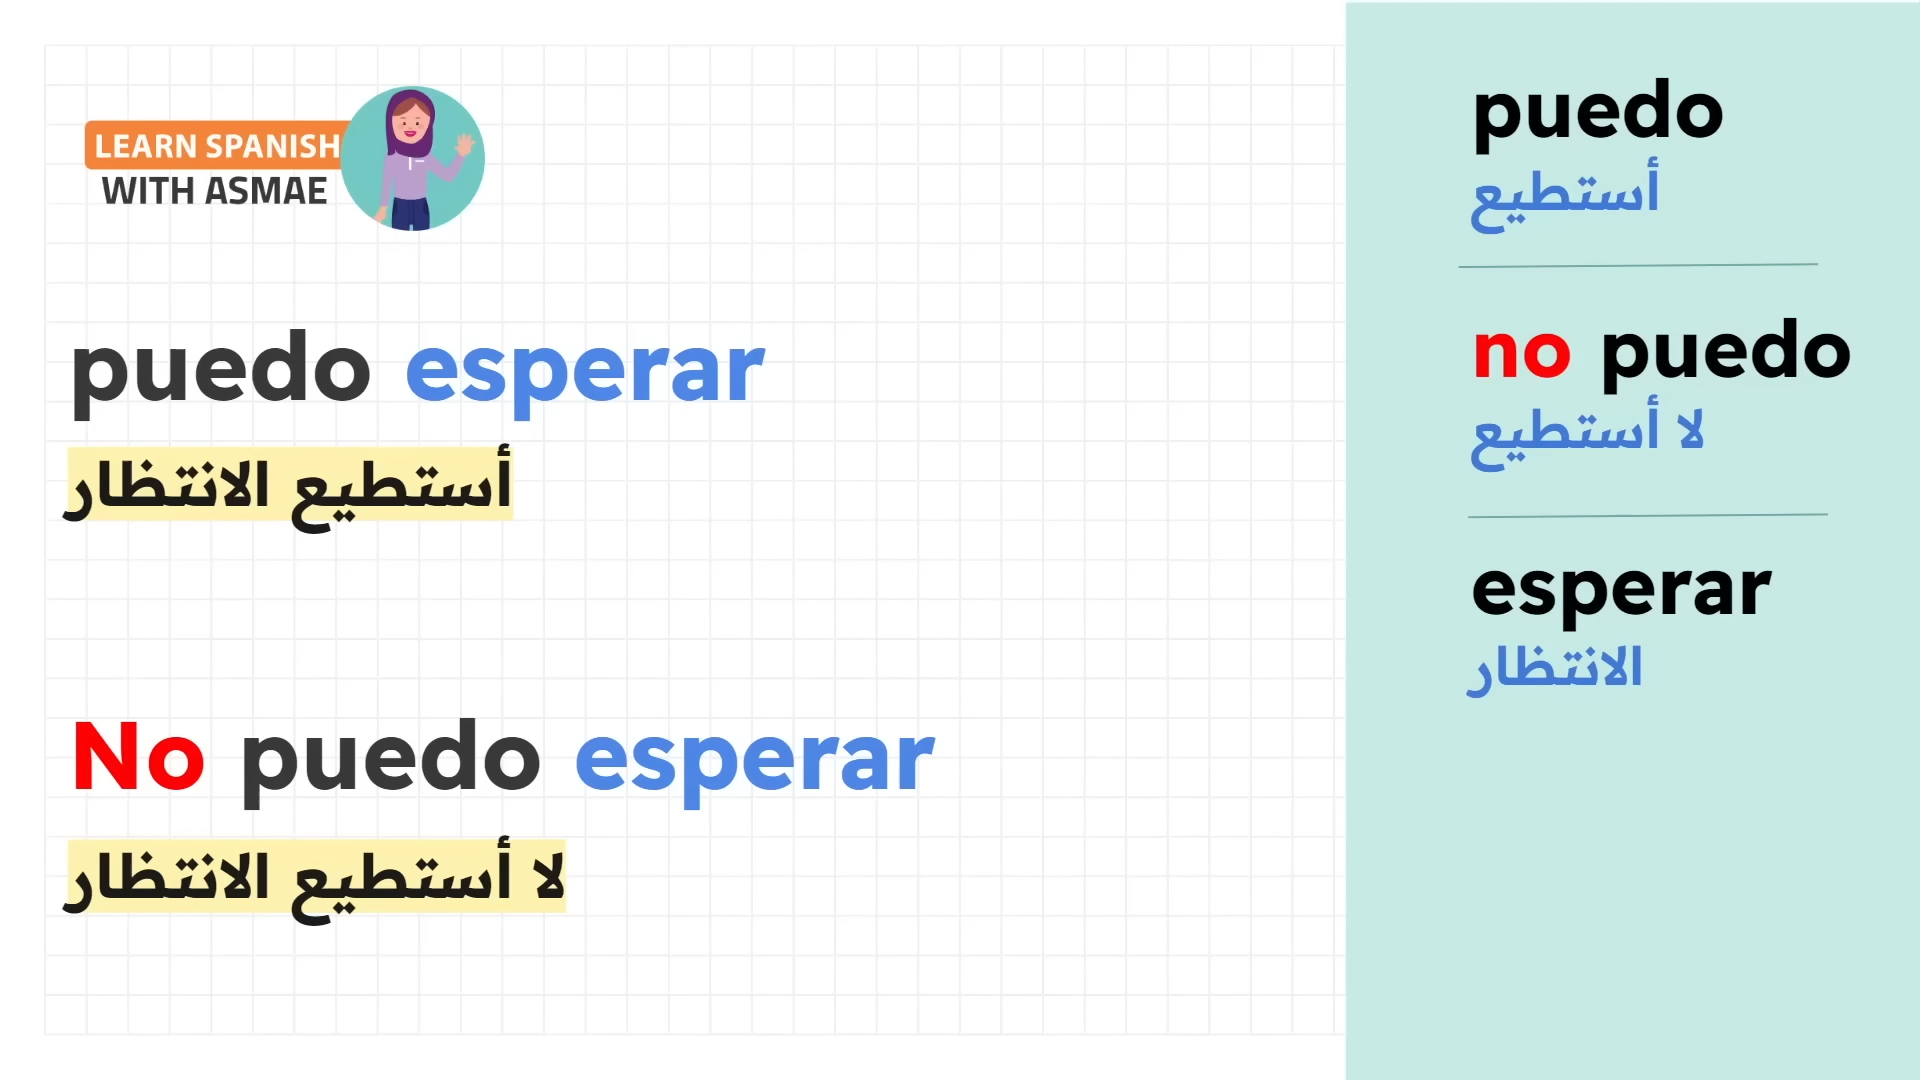 LEARN SPANISH
WITH ASMAE
puedo esperar
أستطيع الانتظار
No puedo esperar
لا أستطيع الانتظار
puedo
أستطيع
no puedo
لا أستطيع
esperar
الانتظار